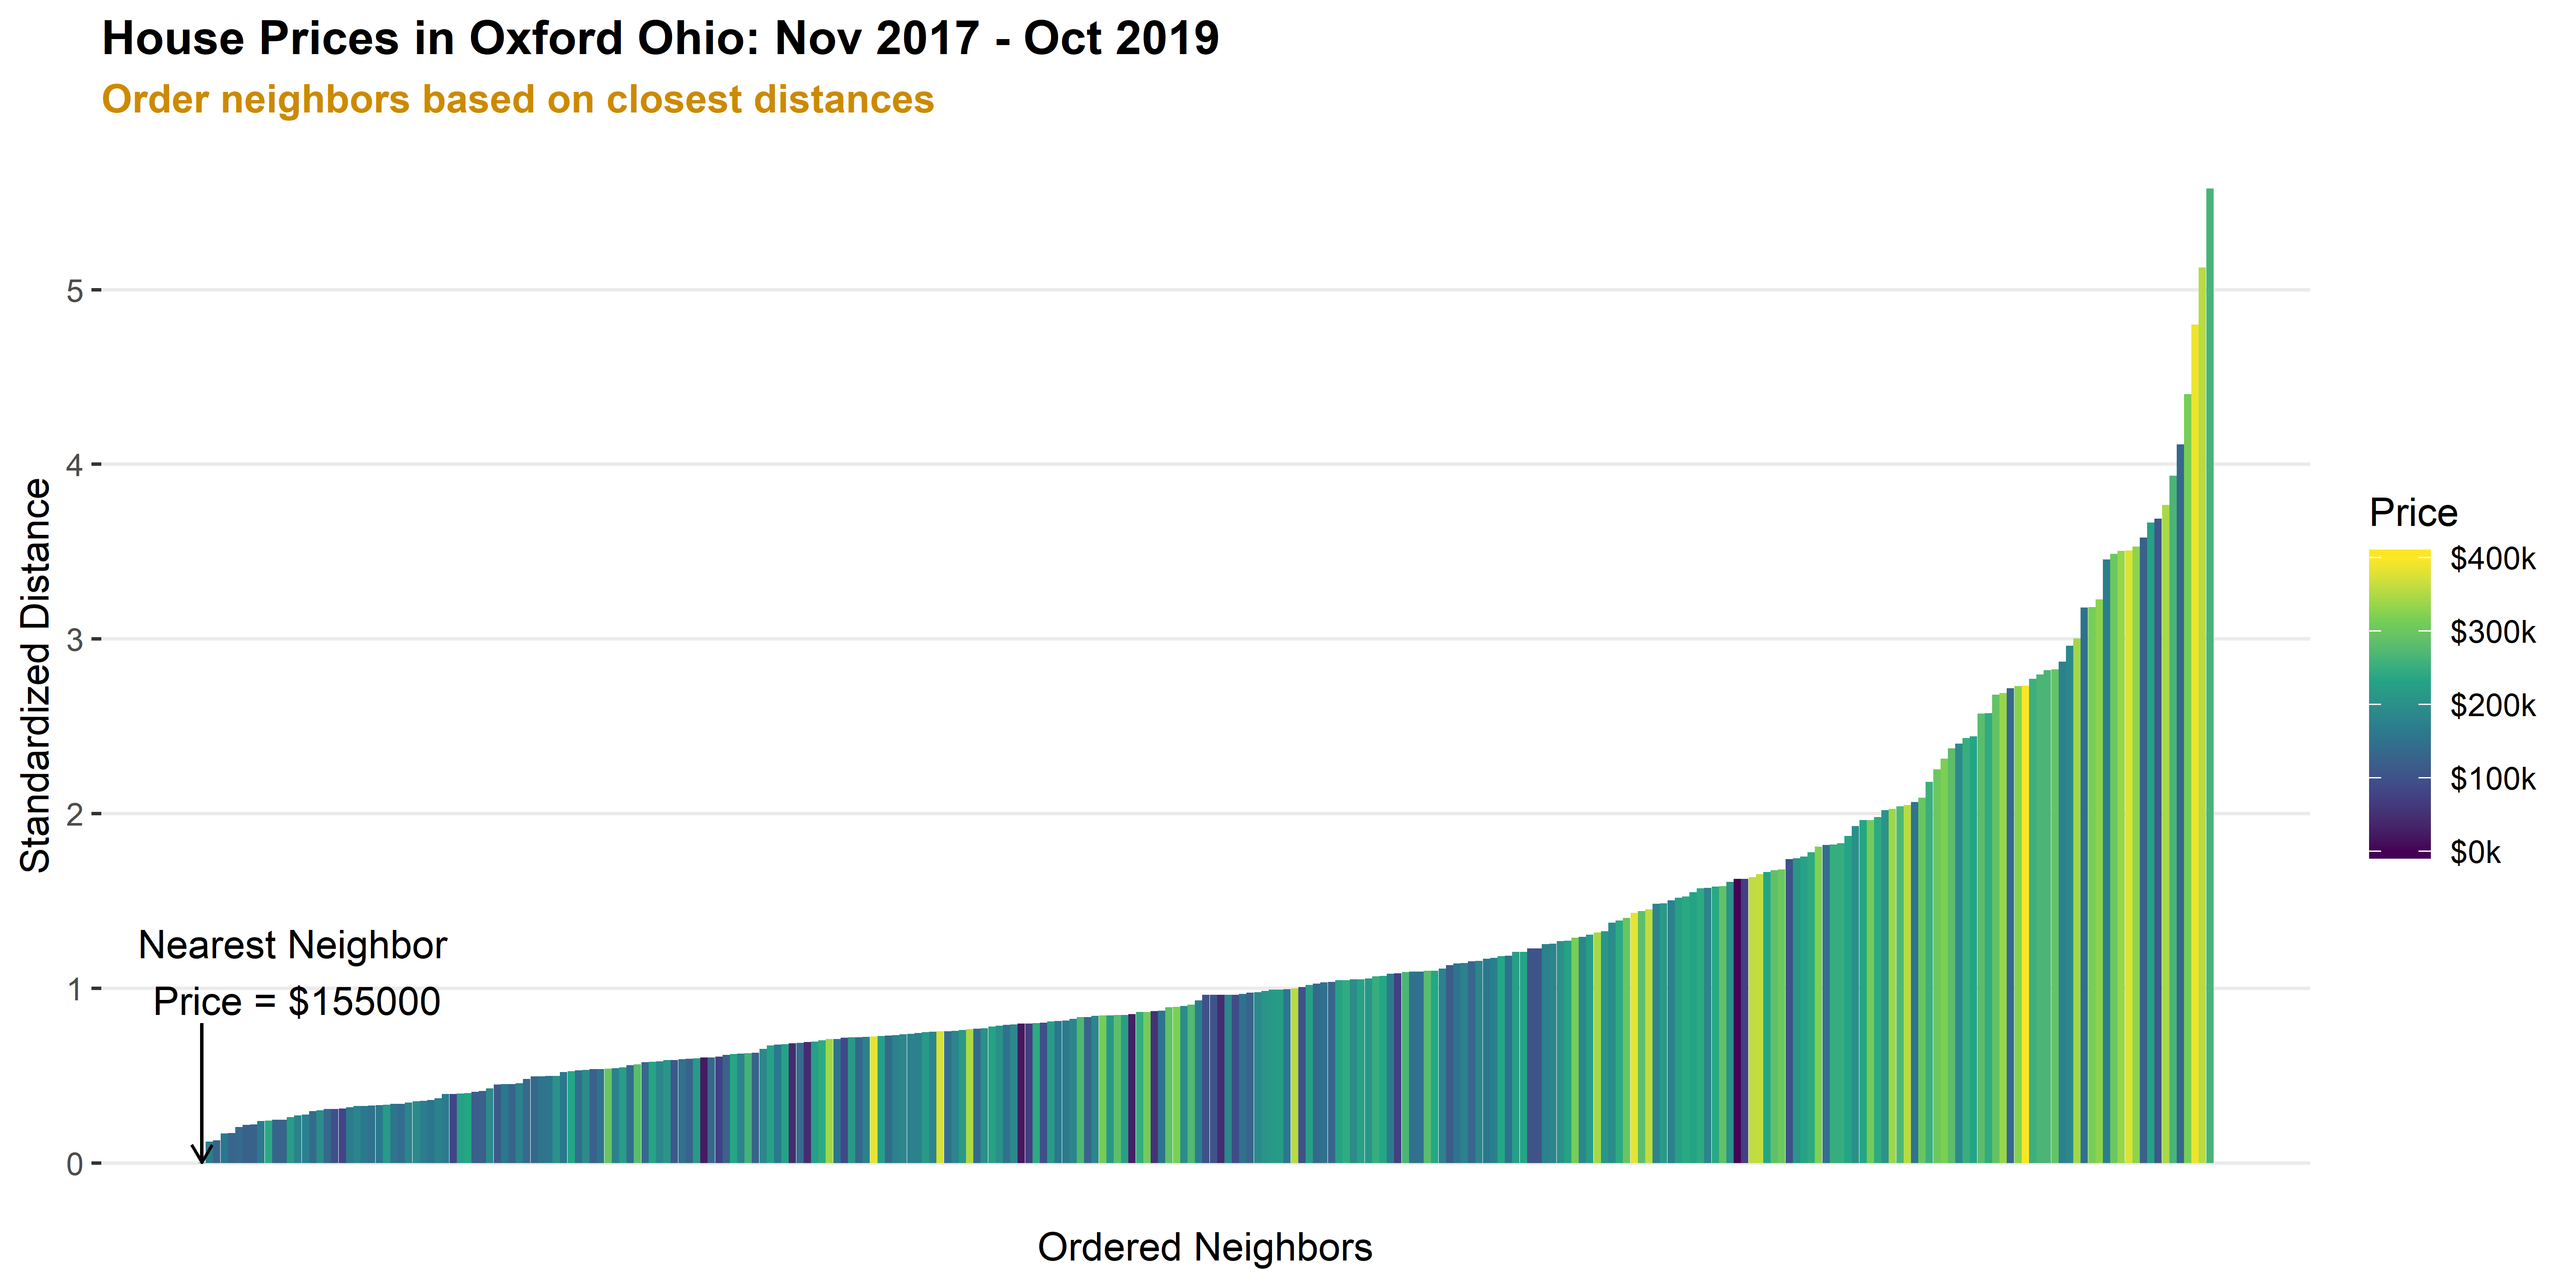 House Prices in Oxford Ohio: Nov 2017 - Oct 2019
Order neighbors based on closest distances
Standardized Distance
5
4
3
2
1
0
Nearest Neighbor
Price = $155000
Ordered Neighbors
Price
$400k
$300k
$200k
$100k
$0k